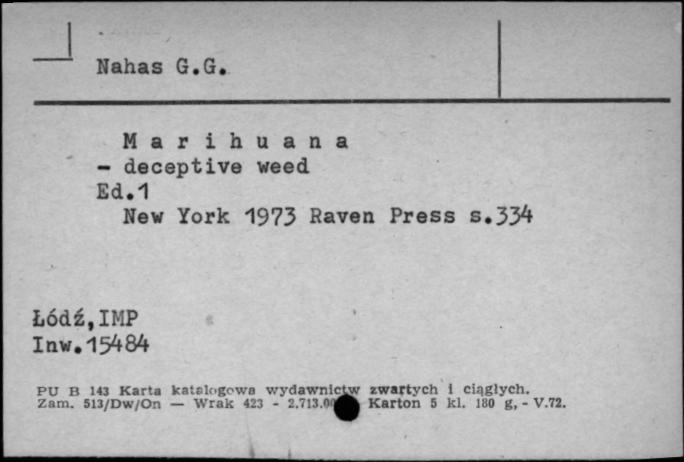 Nahas G.G.
M a r i h u a n a
- deceptive weed
Ed.1
New York 1973 Raven Press s.334
Łódź,IMP
Inw.15484
PU B 143 Karta katalogowa wydawnictw zwartych i ciągłych.
Zam. 513/Dw/On — Wrak 423 - 2.713.00 Karton 5 kl. 180 g, - V.72.